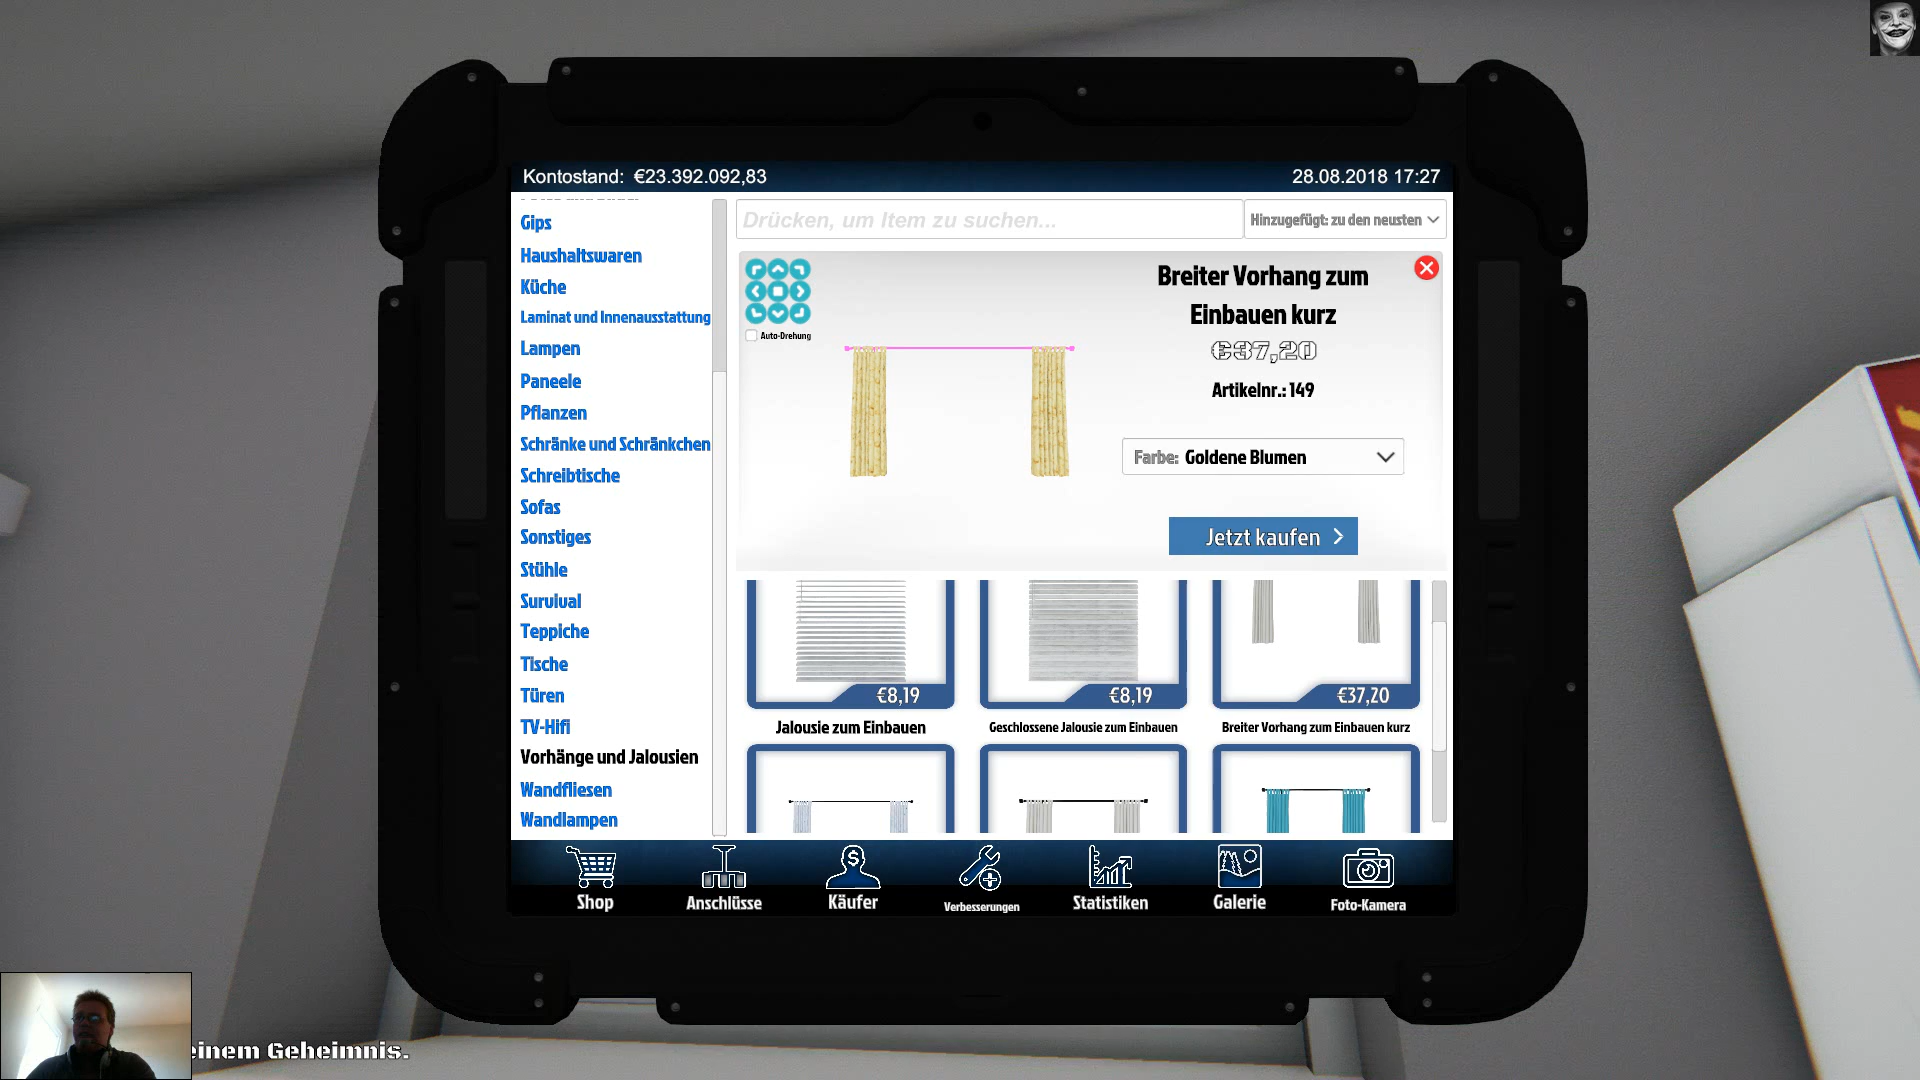 Kontostand: €23.392.092,83
28.08.2018 17:27
Gips
Haushaltswaren
Küche
Laminat und Innenausstattung
Lampen
Paneele
Pflanzen
Schränke und Schränkchen
Schreibtische
Sofas
Sonstiges
Stühle
Survival
Teppiche
Tische
Türen
TV-Hifi
Vorhänge und Jalousien
Wandfliesen
Wandlampen
Drücken, um Item zu suchen...
Hinzugefügt: zu den neusten
Auto-Drehung
Breiter Vorhang zum
Einbauen kurz
€37,20
Artikelnr.: 149
Farbe: Goldene Blumen
Jetzt kaufen
€8,19
€8,19
€37,20
Jalousie zum Einbauen
Geschlossene Jalousie zum Einbauen
Breiter Vorhang zum Einbauen kurz
Shop
Anschlüsse
Käufer
Verbesserungen
Statistiken
Galerie
Foto-Kamera
einem Geheimnis.